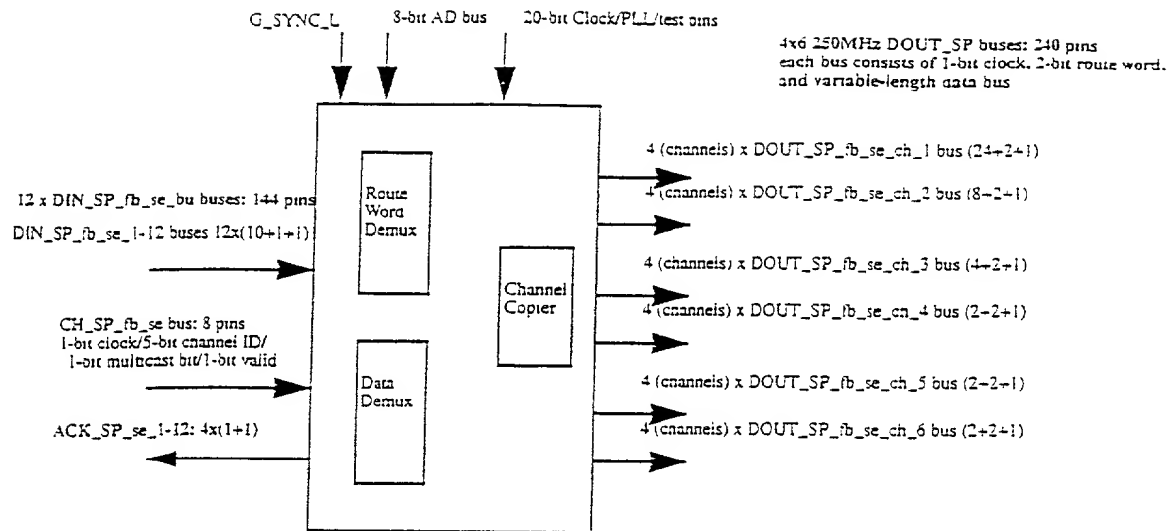 G_SYNC_L
8-bit AD bus
20-bit Clock/PLL/test pins
4x6 250MHz DOUT_SP buses: 240 pins
each bus consists of 1-bit clock, 2-bit route word,
and variable-length data bus
12 x DIN_SP_fb_se_bu buses: 144 pins
DIN_SP_fb_se_1-12 buses 12x(10+1+1)
CH_SP_fb_se bus: 8 pins
1-bit clock/5-bit channel ID/
1-bit multicast bit/1-bit valid
ACK_SP_se_1-12: 4x(1+1)
Route
Word
Demux
Data
Demux
Channel
Copier
4 (channels) x DOUT_SP_fb_se_ch_1 bus (24+2+1)
4 (channels) x DOUT_SP_fb_se_ch_2 bus (8+2+1)
4 (channels) x DOUT_SP_fb_se_ch_3 bus (4+2+1)
4 (channels) x DOUT_SP_fb_se_ch_4 bus (2+2+1)
4 (channels) x DOUT_SP_fb_se_ch_5 bus (2+2+1)
4 (channels) x DOUT_SP_fb_se_ch_6 bus (2+2+1)